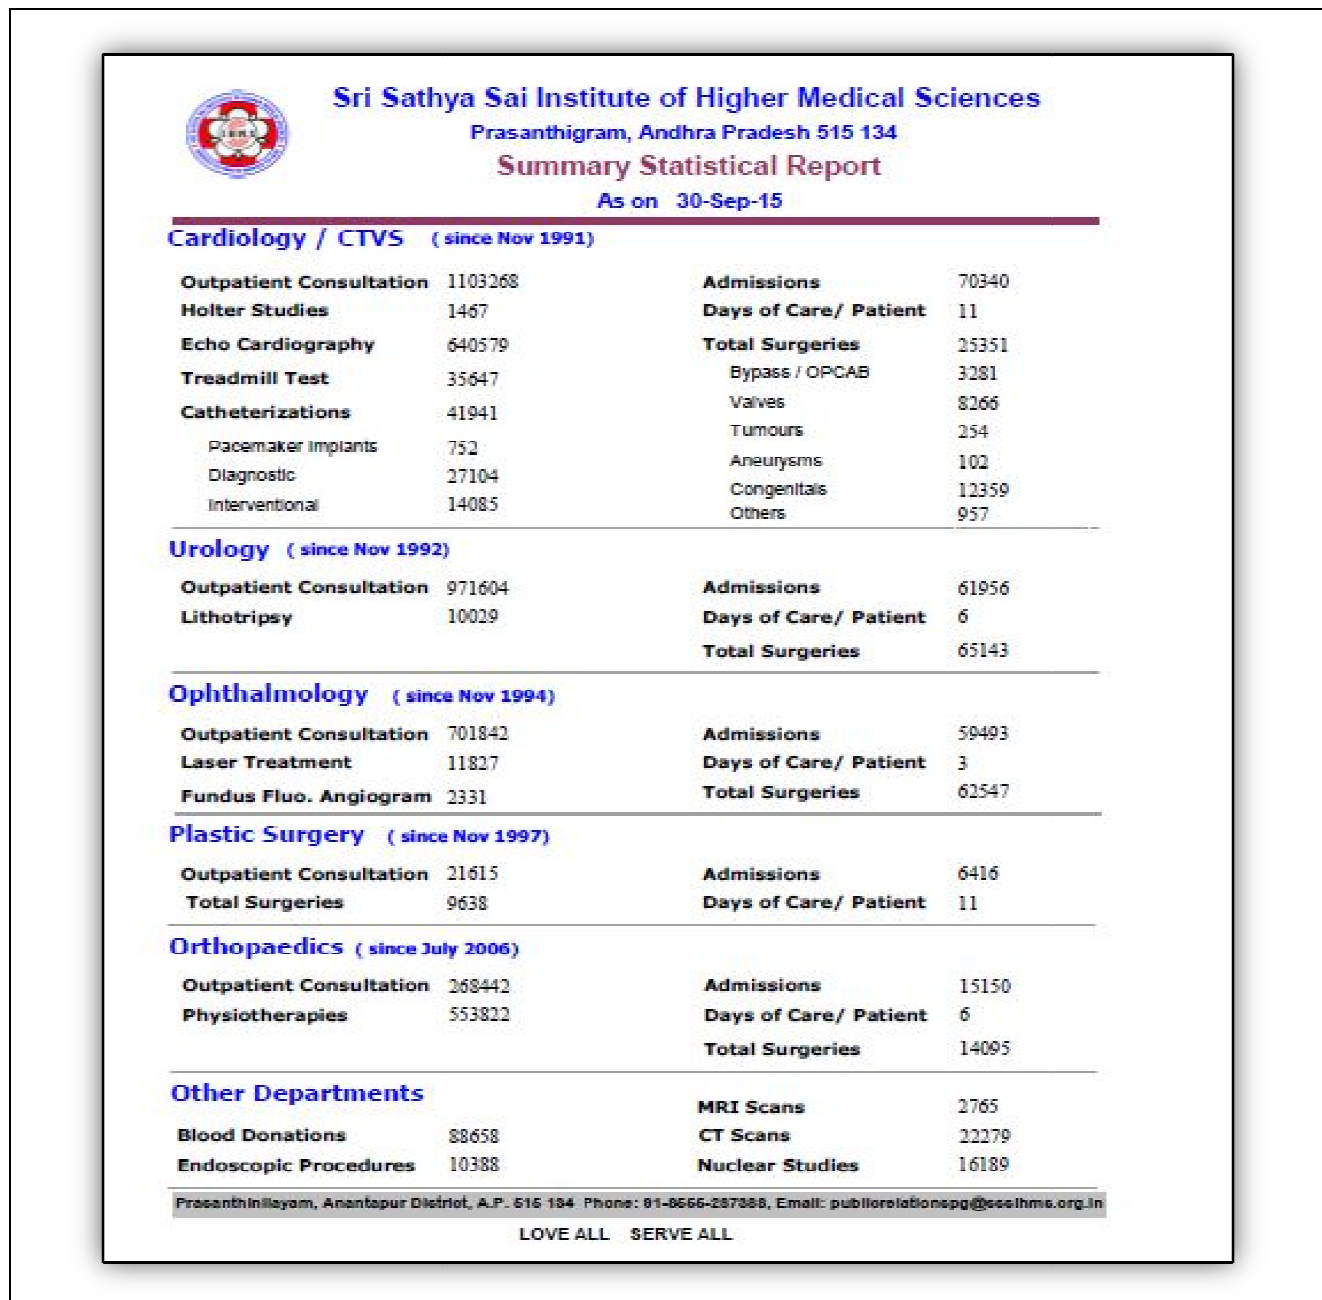 Sri Sathya Sai Institute of Higher Medical Sciences
Prasanthigram, Andhra Pradesh 515 134
Summary Statistical Report
As on 30-Sep-15
Cardiology / CTVS ( since Nov 1991)
Outpatient Consultation 1103268 Admissions 70340
Holter Studies 1467 Days of Care/ Patient 11
Echo Cardiography 640579 Total Surgeries 25351
Treadmill Test 35647 Bypass / OPCAB 3281
Catheterizations 41941 Valves 8266
Tumours 254
Pacemaker Implants 752 Aneurysms 102
Diagnostic 27104 Congenitals 12359
Interventional 14085 Others 957
Urology ( since Nov 1992)
Outpatient Consultation 971604 Admissions 61956
Lithotripsy 10029 Days of Care/ Patient 6
Total Surgeries 65143
Ophthalmology ( since Nov 1994)
Outpatient Consultation 701842 Admissions 59493
Laser Treatment 11827 Days of Care/ Patient 3
Fundus Fluo. Angiogram 2331 Total Surgeries 62547
Plastic Surgery ( since Nov 1997)
Outpatient Consultation 21615 Admissions 6416
Total Surgeries 9638 Days of Care/ Patient 11
Orthopaedics ( since July 2006)
Outpatient Consultation 268442 Admissions 15150
Physiotherapies 553822 Days of Care/ Patient 6
Total Surgeries 14095
Other Departments
MRI Scans 2765
Blood Donations 88658 CT Scans 22279
Endoscopic Procedures 10388 Nuclear Studies 16189
Prasanthinilayam, Anantapur District, A.P. 515 134 Phone: Email:
LOVE ALL SERVE ALL